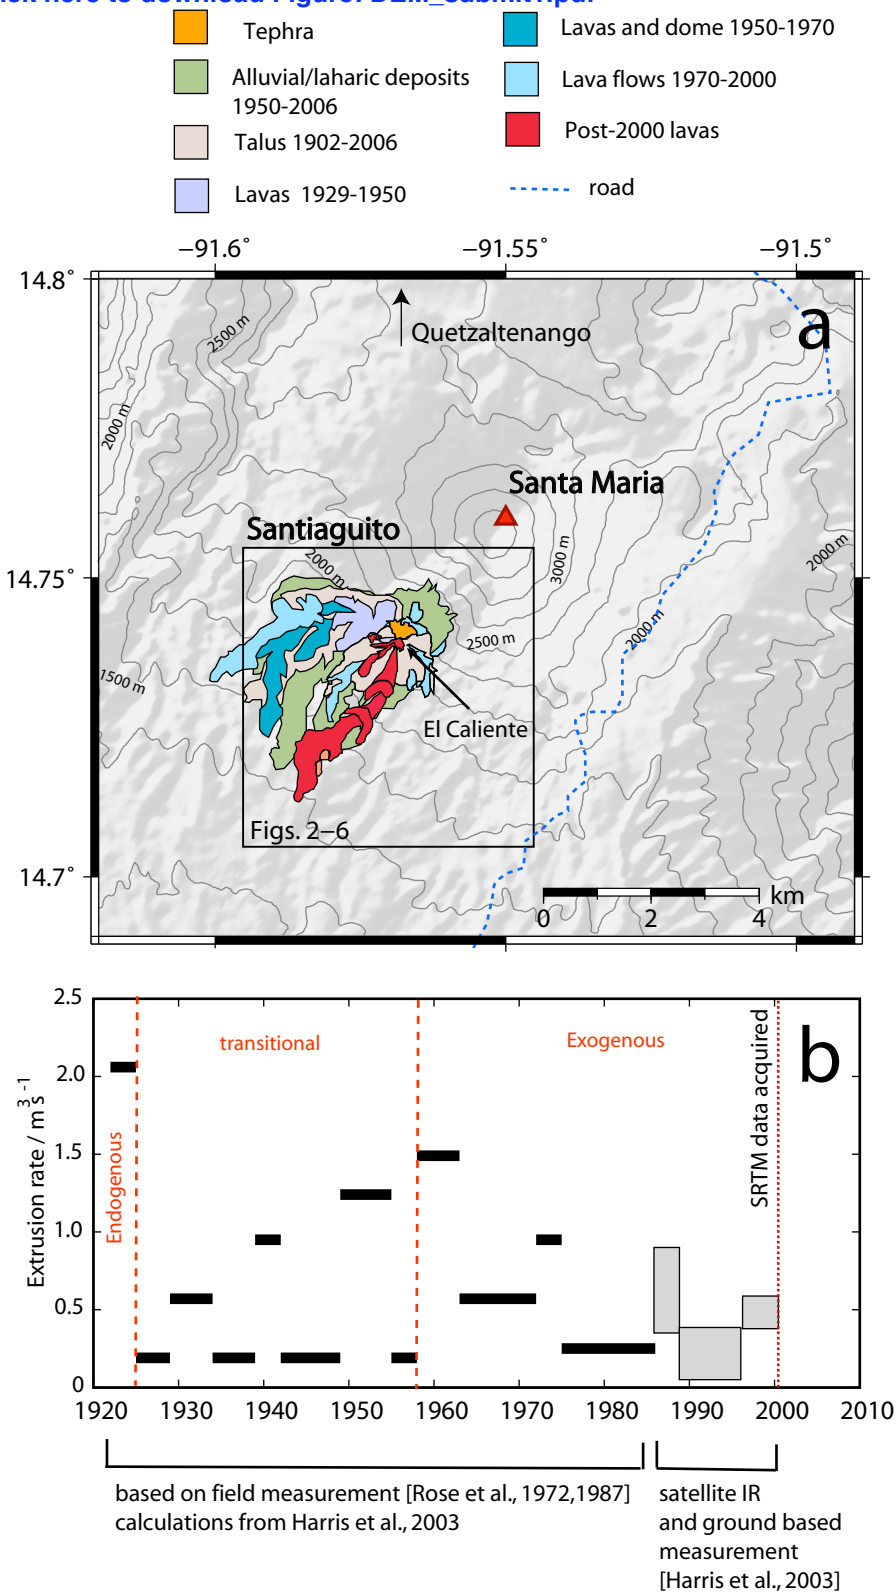 Tephra
Alluvial/laharic deposits
1950-2006
Talus 1902-2006
Lavas 1929-1950
Lavas and dome 1950-1970
Lava flows 1970-2000
Post-2000 lavas
road
−91.6˚ −91.55˚ −91.5˚
14.8˚
14.75˚
14.7˚
a
2500 m
Quetzaltenango
2000 m
Santa Maria
Santiaguito
2000 m
3000 m
2000 m
2500 m
2000 m
1500 m
El Caliente
Figs. 2–6
km
0 2 4
b
2.5
2.0
1.5
1.0
0.5
0
Extrusion rate / m³s⁻¹
Endogenous
transitional
Exogenous
SRTM data acquired
1920 1930 1940 1950 1960 1970 1980 1990 2000 2010
based on field measurement [Rose et al., 1972,1987]
calculations from Harris et al., 2003
satellite IR
and ground based
measurement
[Harris et al., 2003]